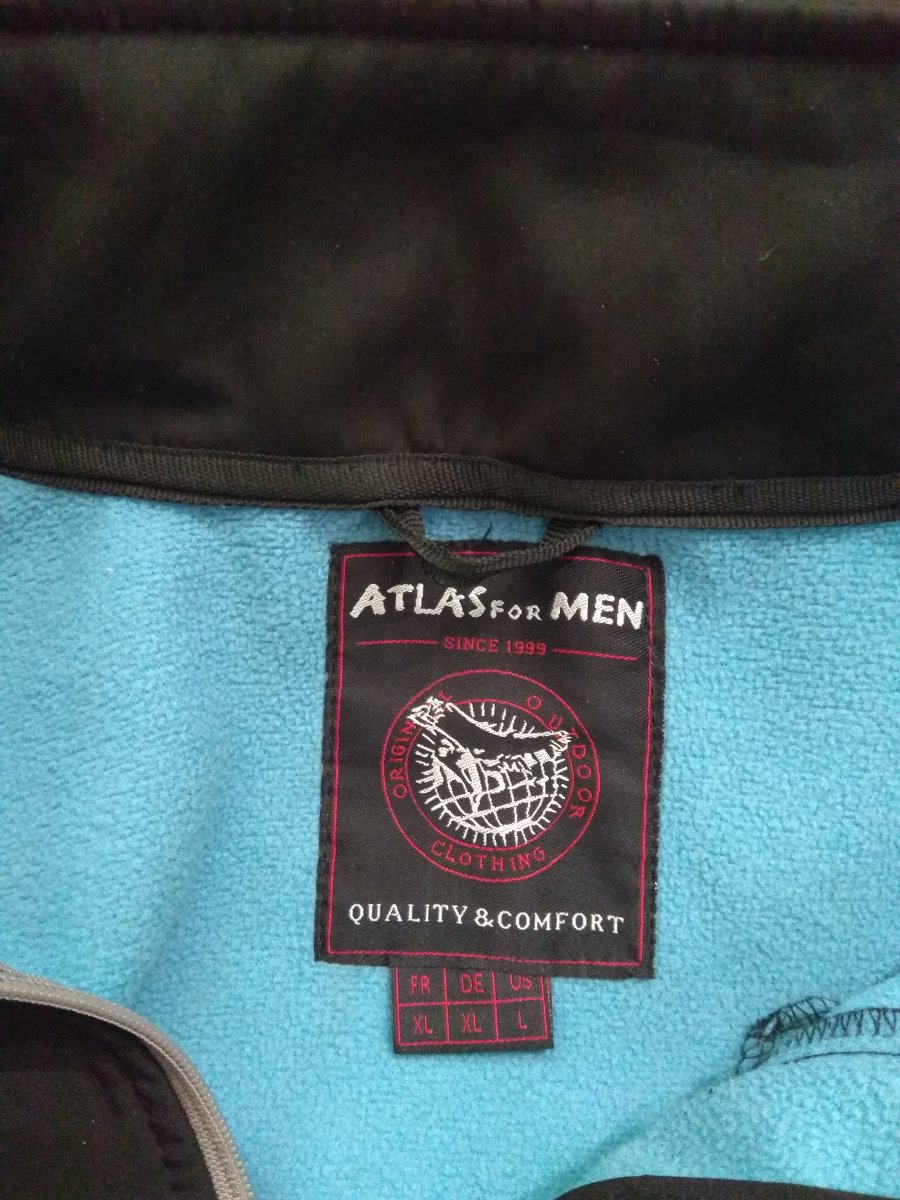 ATLAS FOR MEN
SINCE 1999
ORIGINAL OUTDOOR
CLOTHING
QUALITY & COMFORT
FR DE US
XL XL L